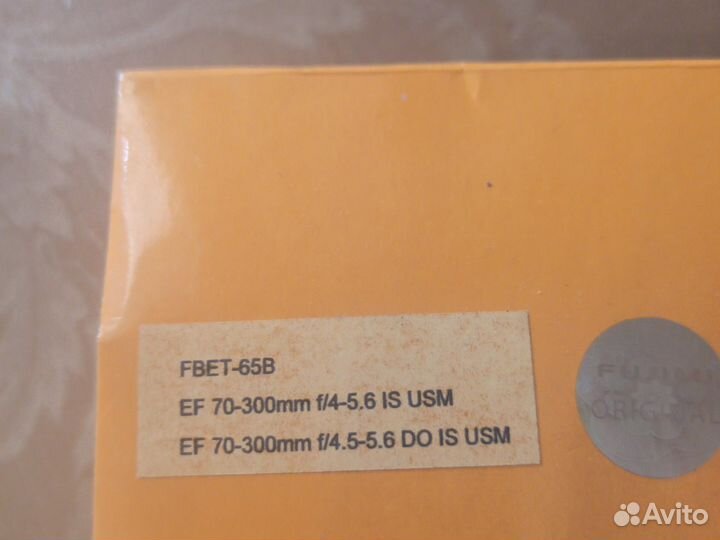 FBET-65B
EF 70-300mm f/4-5.6 IS USM
EF 70-300mm f/4.5-5.6 DO IS USM
ORIGINAL
Avito